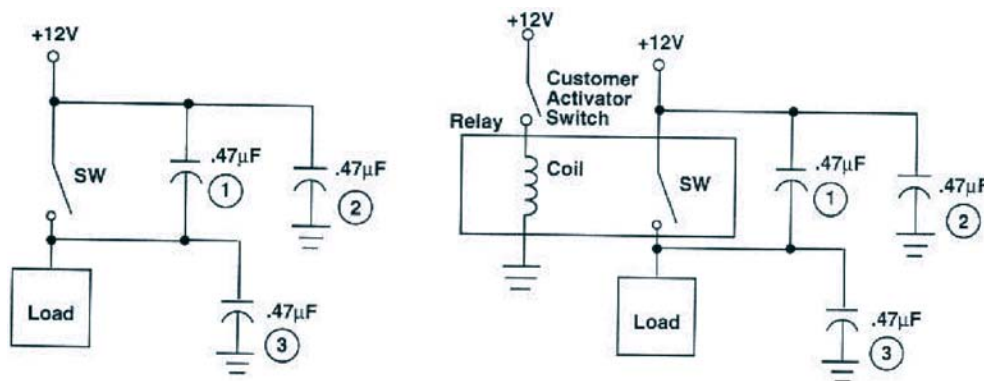 +12V
SW
.47µF
1
.47µF
2
Load
.47µF
3
+12V
Customer
Activator
Switch
+12V
Relay
Coil
SW
.47µF
1
.47µF
2
Load
.47µF
3